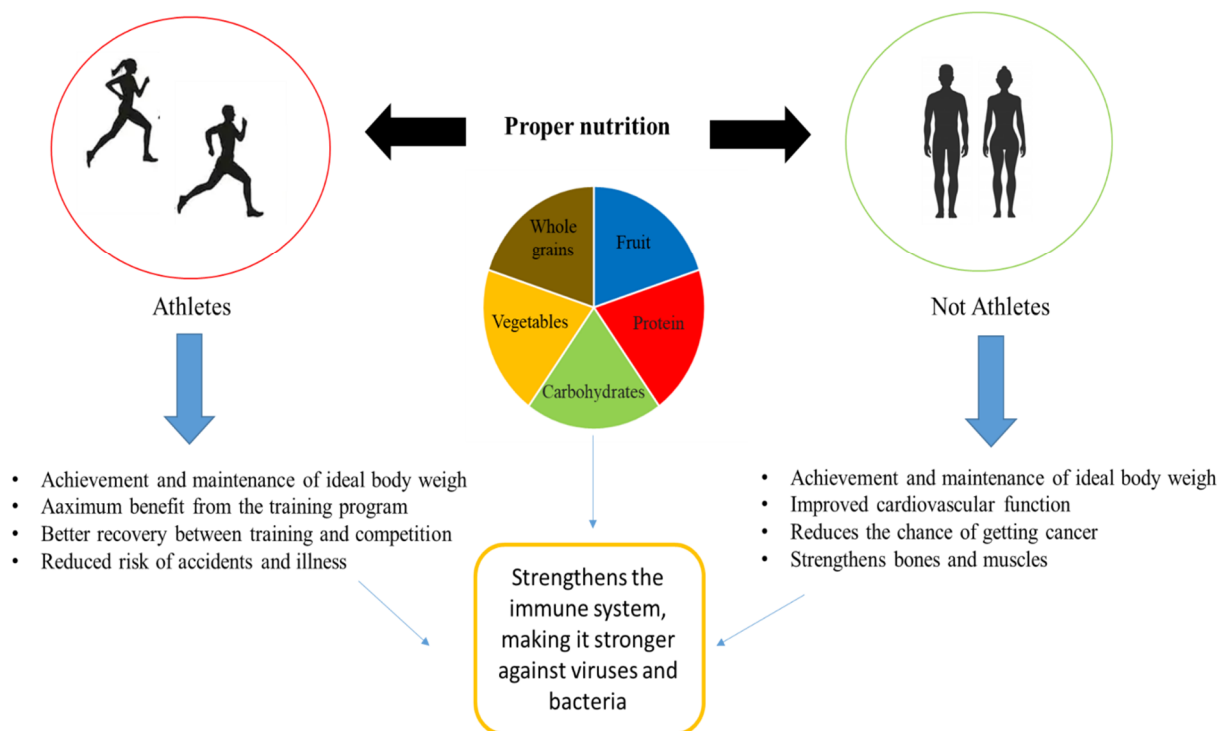 Proper nutrition
Whole
grains
Fruit
Vegetables
Protein
Carbohydrates
Athletes
Not Athletes
• Achievement and maintenance of ideal body weigh
• Aaximum benefit from the training program
• Better recovery between training and competition
• Reduced risk of accidents and illness
• Achievement and maintenance of ideal body weigh
• Improved cardiovascular function
• Reduces the chance of getting cancer
• Strengthens bones and muscles
Strengthens the
immune system,
making it stronger
against viruses and
bacteria